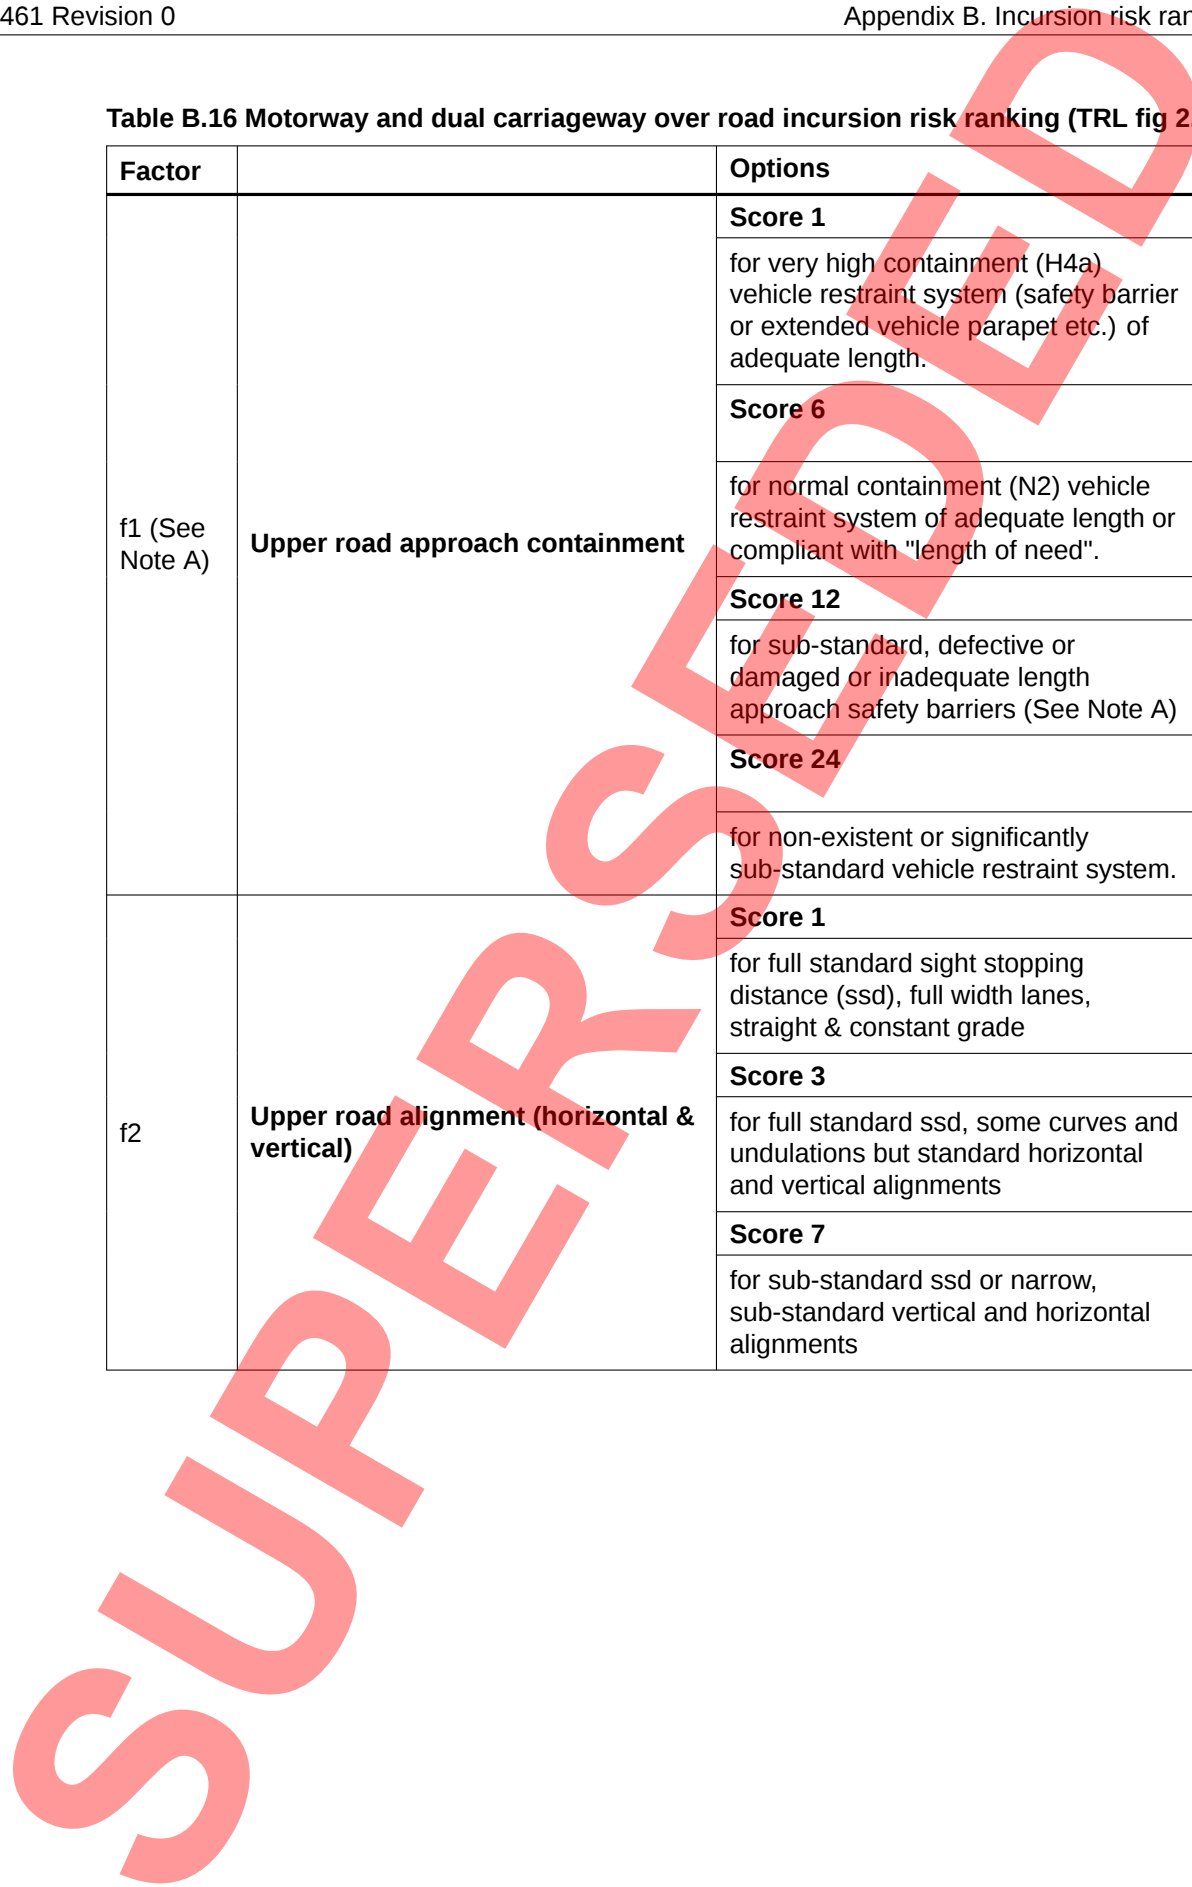 461 Revision 0
Appendix B. Incursion risk ran
Table B.16 Motorway and dual carriageway over road incursion risk ranking (TRL fig 2.
Factor
Options
f1 (See
Note A)
Upper road approach containment
Score 1
for very high containment (H4a)
vehicle restraint system (safety barrier
or extended vehicle parapet etc.) of
adequate length.
Score 6
for normal containment (N2) vehicle
restraint system of adequate length or
compliant with "length of need".
Score 12
for sub-standard, defective or
damaged or inadequate length
approach safety barriers (See Note A)
Score 24
for non-existent or significantly
sub-standard vehicle restraint system.
f2
Upper road alignment (horizontal &
vertical)
Score 1
for full standard sight stopping
distance (ssd), full width lanes,
straight & constant grade
Score 3
for full standard ssd, some curves and
undulations but standard horizontal
and vertical alignments
Score 7
for sub-standard ssd or narrow,
sub-standard vertical and horizontal
alignments
SUPERSEDED